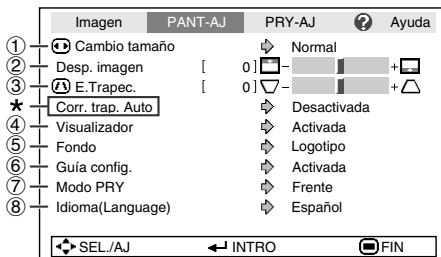 Imagen PANT-AJ PRY-AJ ? Ayuda
① Cambio tamaño Normal
② Desp. imagen [ 0 ] − +
③ E.Trapec. [ 0 ] − +
* Corr. trap. Auto Desactivada
④ Visualizador Activada
⑤ Fondo Logotipo
⑥ Guía config. Activada
⑦ Modo PRY Frente
⑧ Idioma(Language) Español
SEL./AJ INTRO FIN